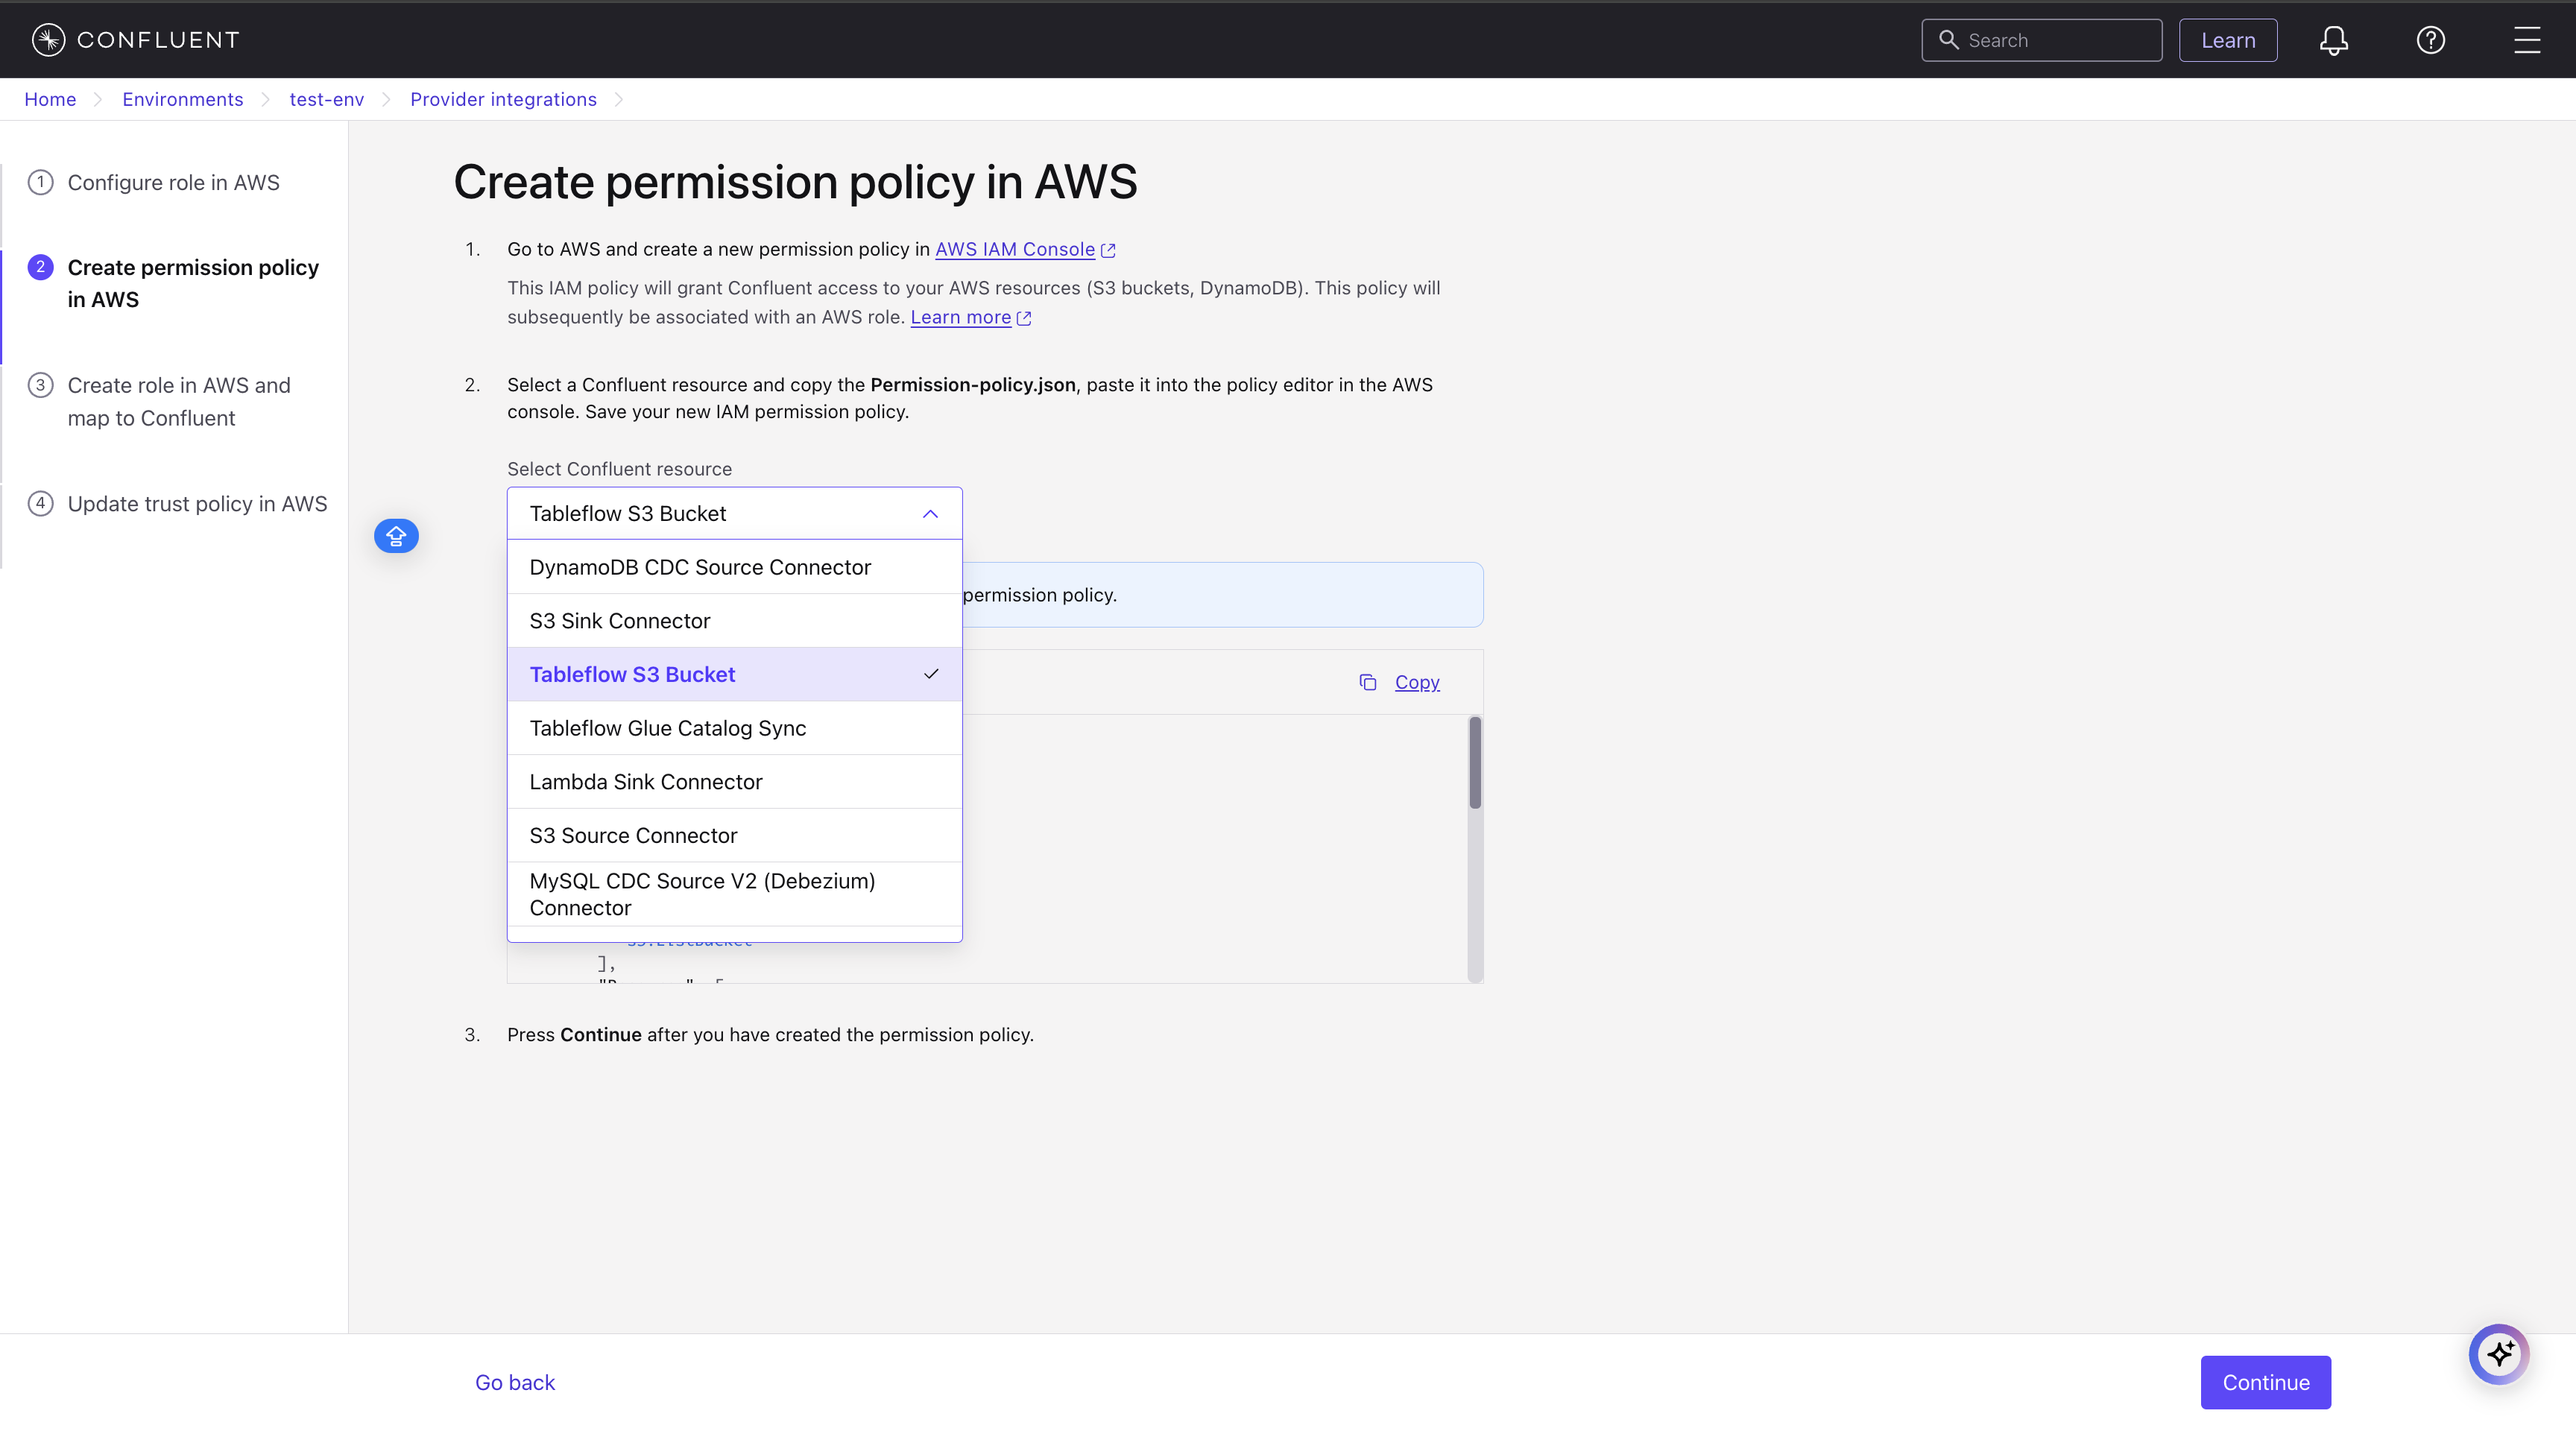 CONFLUENT
Search
Learn
Home
Environments
test-env
Provider integrations
1
Configure role in AWS
2
Create permission policy
in AWS
3
Create role in AWS and
map to Confluent
4
Update trust policy in AWS
Create permission policy in AWS
1. Go to AWS and create a new permission policy in AWS IAM Console
This IAM policy will grant Confluent access to your AWS resources (S3 buckets, DynamoDB). This policy will
subsequently be associated with an AWS role. Learn more
2. Select a Confluent resource and copy the Permission-policy.json, paste it into the policy editor in the AWS
console. Save your new IAM permission policy.
Select Confluent resource
Tableflow S3 Bucket
DynamoDB CDC Source Connector
permission policy.
S3 Sink Connector
Tableflow S3 Bucket
Copy
Tableflow Glue Catalog Sync
Lambda Sink Connector
S3 Source Connector
MySQL CDC Source V2 (Debezium)
Connector
],
3. Press Continue after you have created the permission policy.
Go back
Continue